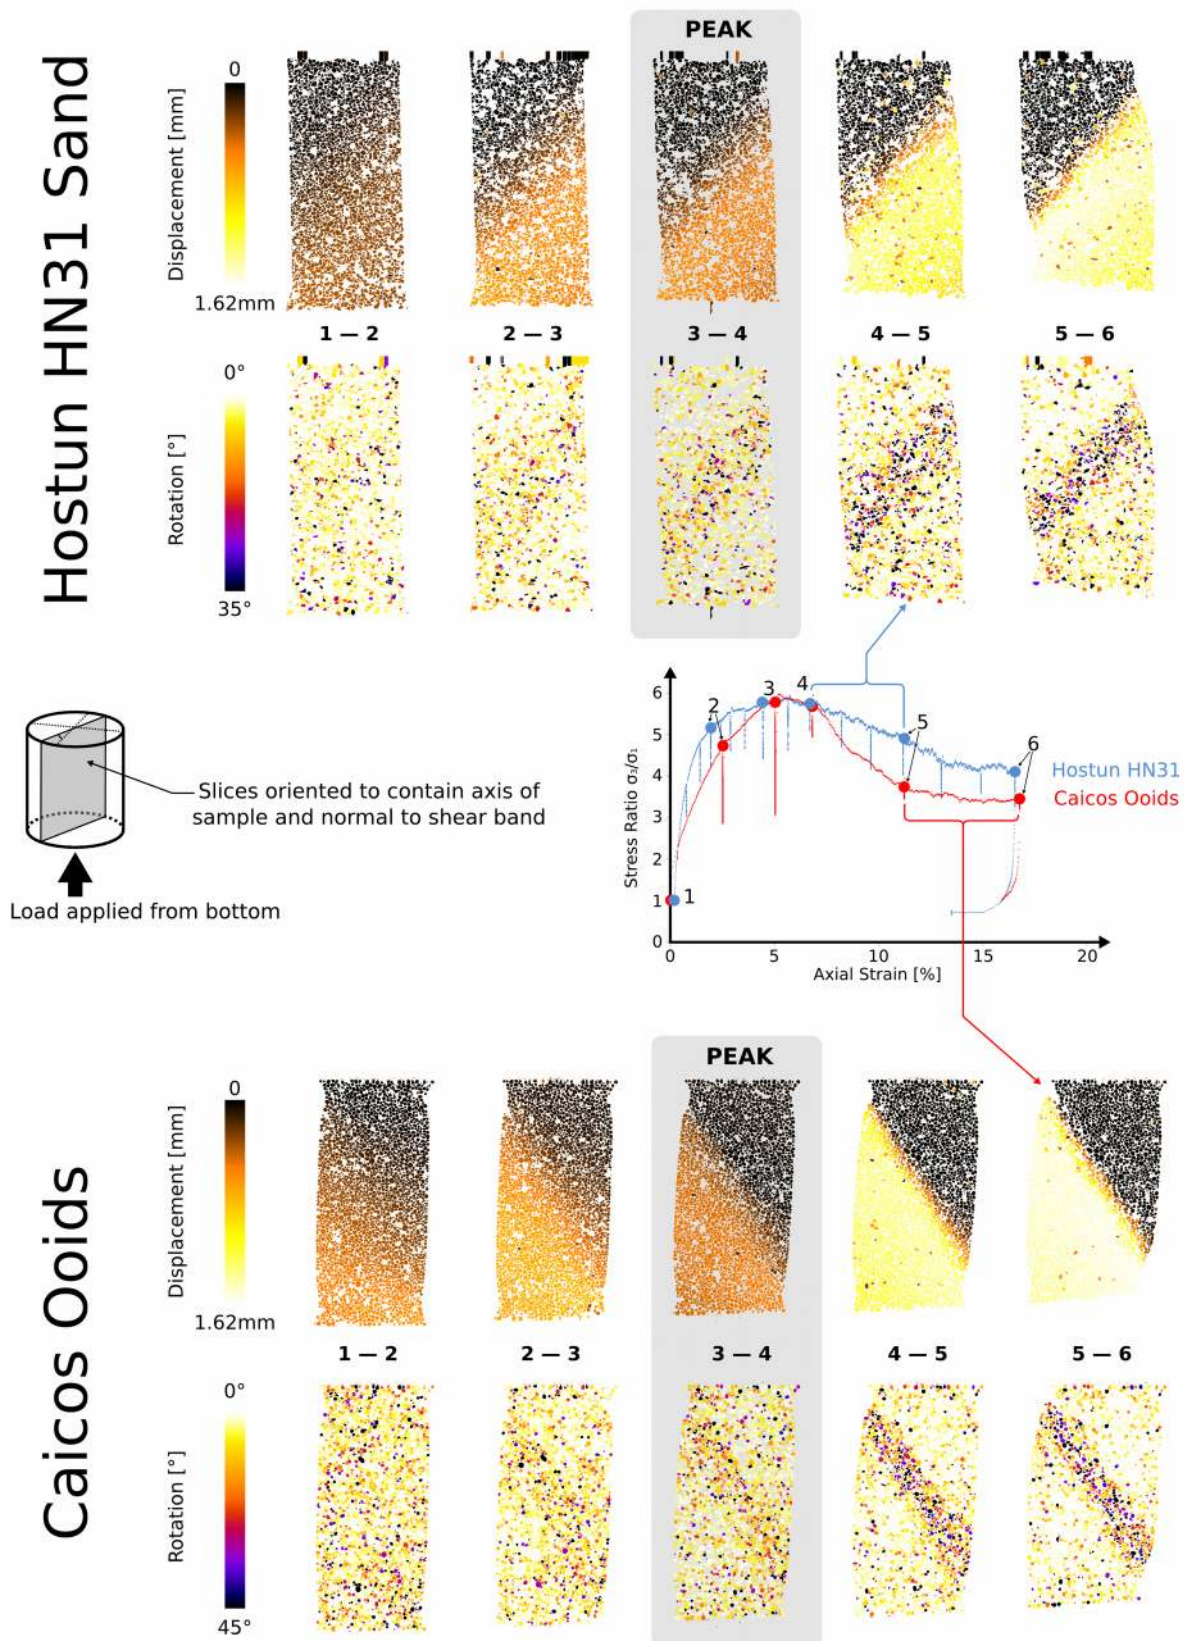 Hostun HN31 Sand
PEAK
0
Displacement [mm]
1.62mm
1 — 2
2 — 3
3 — 4
4 — 5
5 — 6
0°
Rotation [°]
35°
Slices oriented to contain axis of
sample and normal to shear band
Load applied from bottom
6
5
4
3
2
1
0
Stress Ratio σ₃/σ₁
0
5
10
15
20
Axial Strain [%]
1
2
3
4
5
6
Hostun HN31
Caicos Ooids
Caicos Ooids
PEAK
0
Displacement [mm]
1.62mm
1 — 2
2 — 3
3 — 4
4 — 5
5 — 6
0°
Rotation [°]
45°